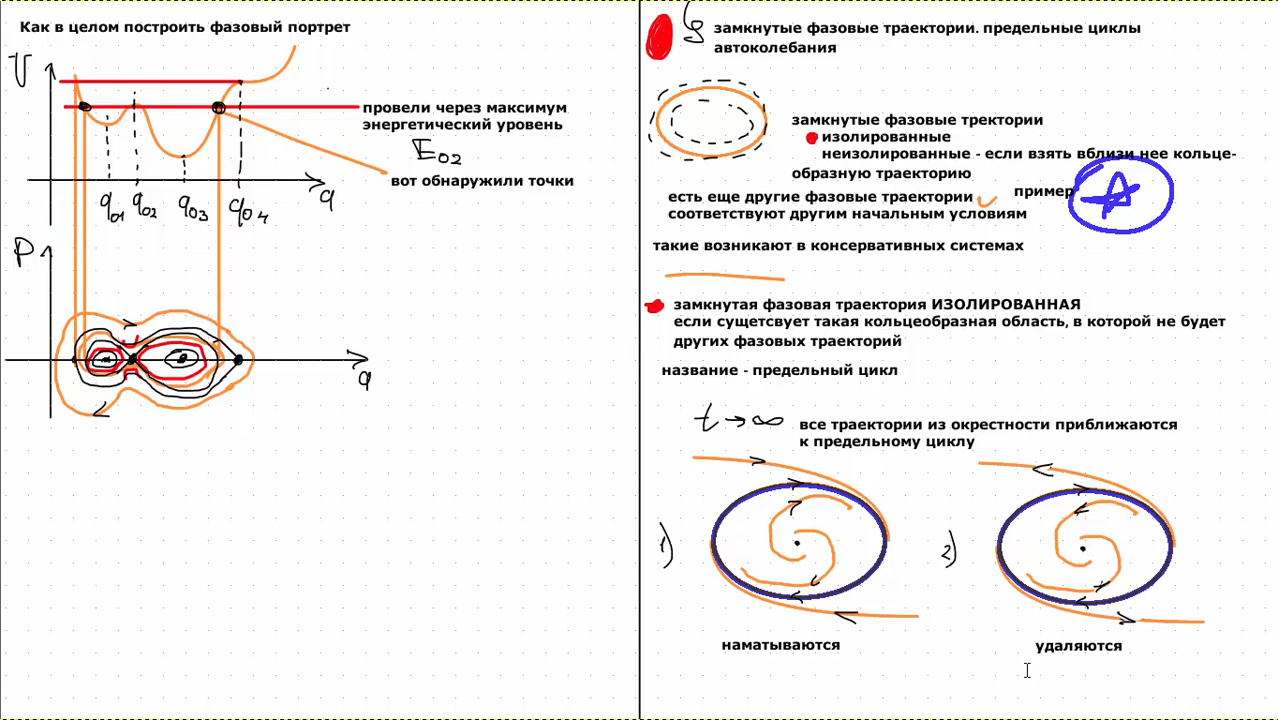 Как в целом построить фазовый портрет
U
провели через максимум
энергетический уровень
E02
вот обнаружили точки
q
q01 q02 q03 q04
P
q
5
замкнутые фазовые траектории. предельные циклы
автоколебания
замкнутые фазовые тректории
изолированные
неизолированные - если взять вблизи нее кольце-
образную траекторию
пример
есть еще другие фазовые траектории
соответствуют другим начальным условиям
такие возникают в консервативных системах
замкнутая фазовая траектория ИЗОЛИРОВАННАЯ
если сущетсвует такая кольцеобразная область, в которой не будет
других фазовых траекторий
название - предельный цикл
t → ∞
все траектории из окрестности приближаются
к предельному циклу
1)
2)
наматываются
удаляются